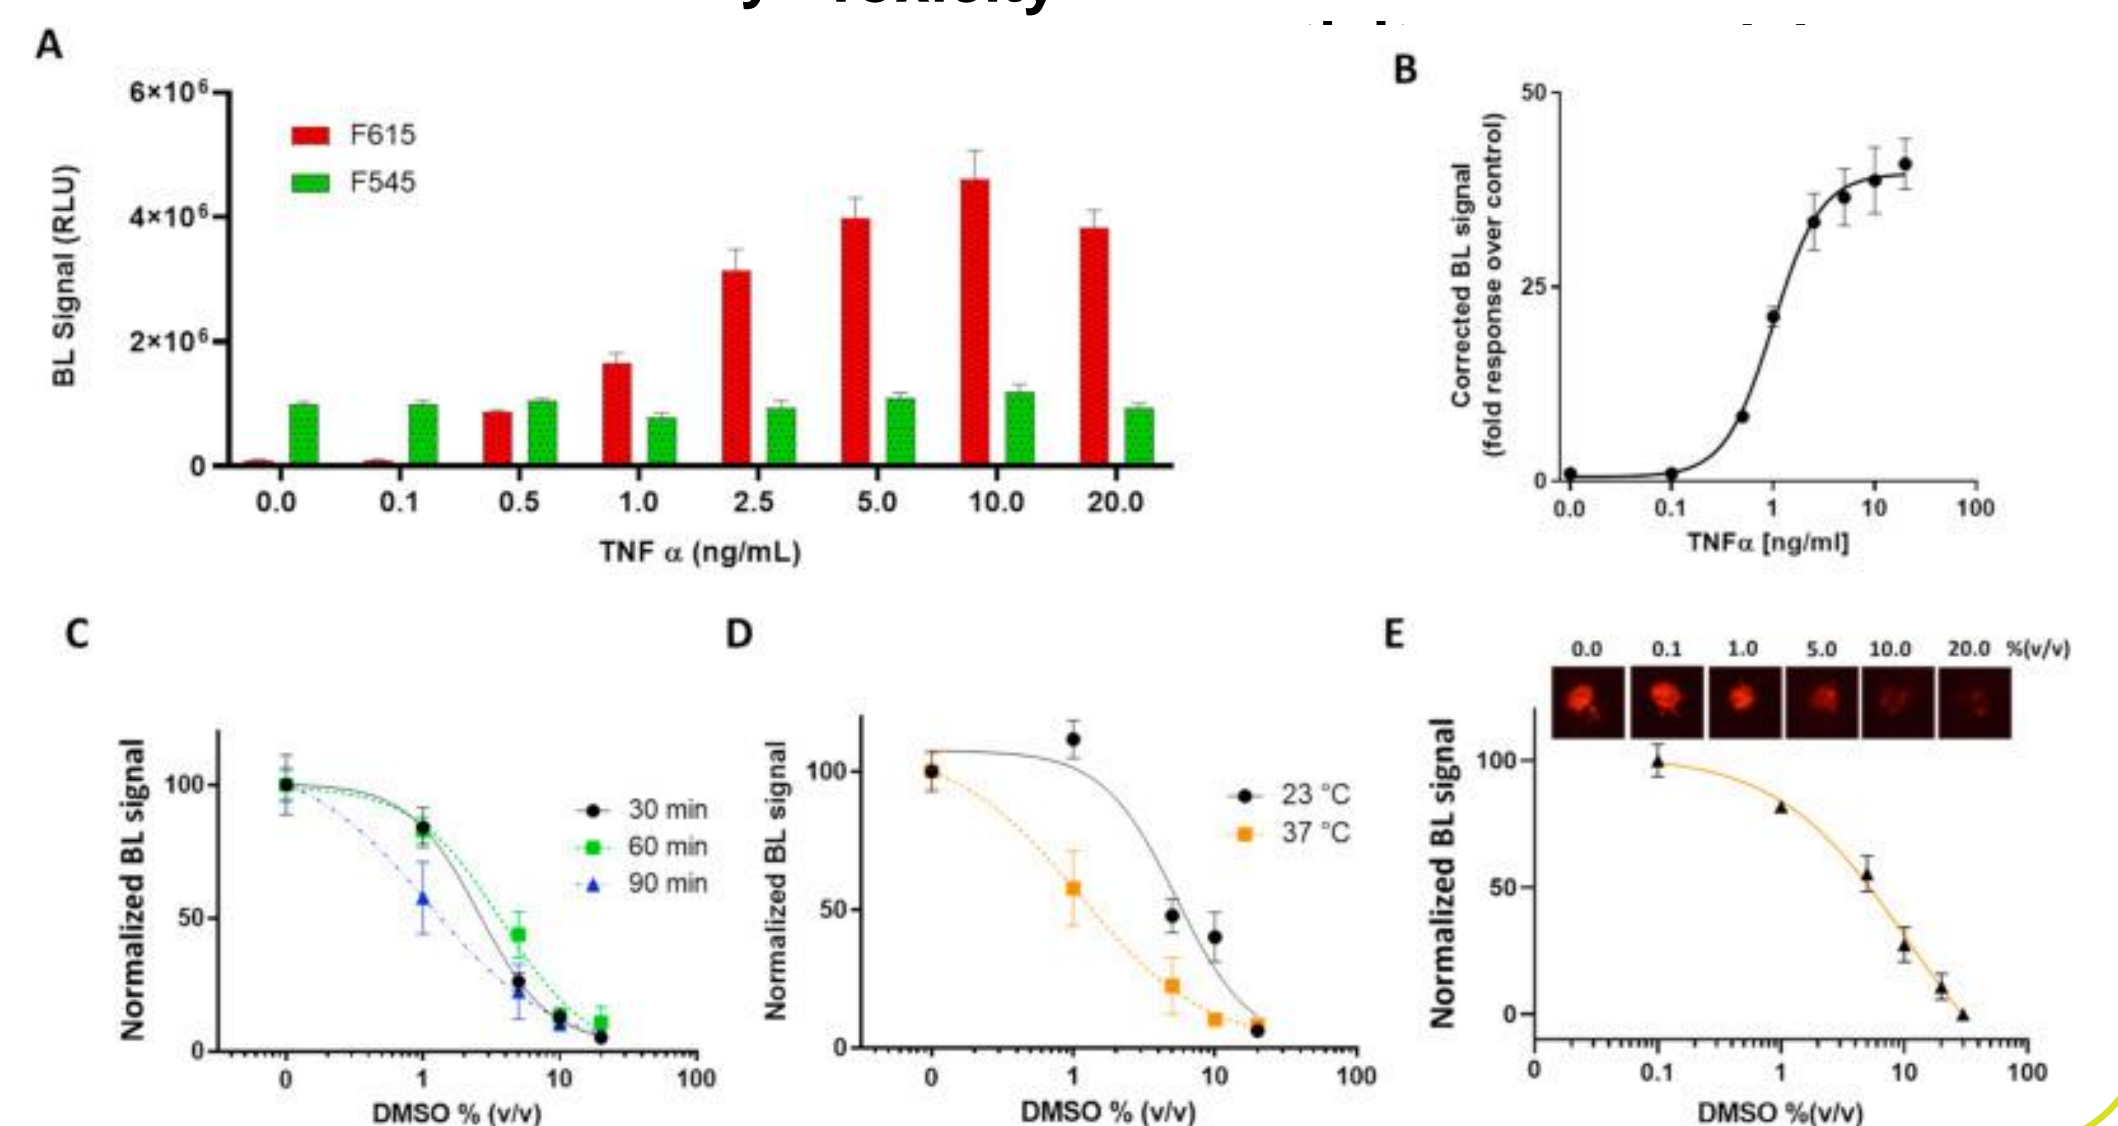 Toxicity
A
6×10⁶
4×10⁶
2×10⁶
0
BL Signal (RLU)
F615
F545
0.0 0.1 0.5 1.0 2.5 5.0 10.0 20.0
TNF α (ng/mL)
B
50
25
0
Corrected BL signal
(fold response over control)
0.0 0.1 1 10 100
TNFα [ng/ml]
C
100
50
0
Normalized BL signal
30 min
60 min
90 min
0 1 10 100
DMSO % (v/v)
D
100
50
0
Normalized BL signal
23 °C
37 °C
0 1 10 100
DMSO % (v/v)
E
0.0 0.1 1.0 5.0 10.0 20.0 %(v/v)
100
50
0
Normalized BL signal
0 0.1 1 10 100
DMSO %(v/v)